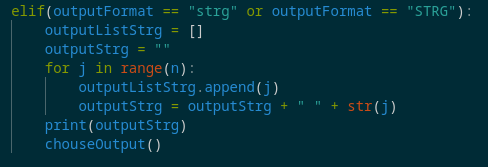 elif(outputFormat == "strg" or outputFormat == "STRG"):
    outputListStrg = []
    outputStrg = ""
    for j in range(n):
        outputListStrg.append(j)
        outputStrg = outputStrg + " " + str(j)
    print(outputStrg)
    chouseOutput()